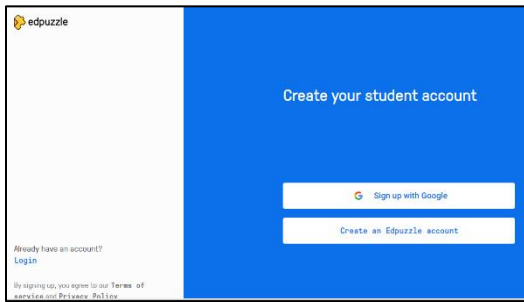 edpuzzle
Create your student account
Sign up with Google
Create an Edpuzzle account
Already have an account?
Login
By signing up, you agree to our Terms of
service and Privacy Policy